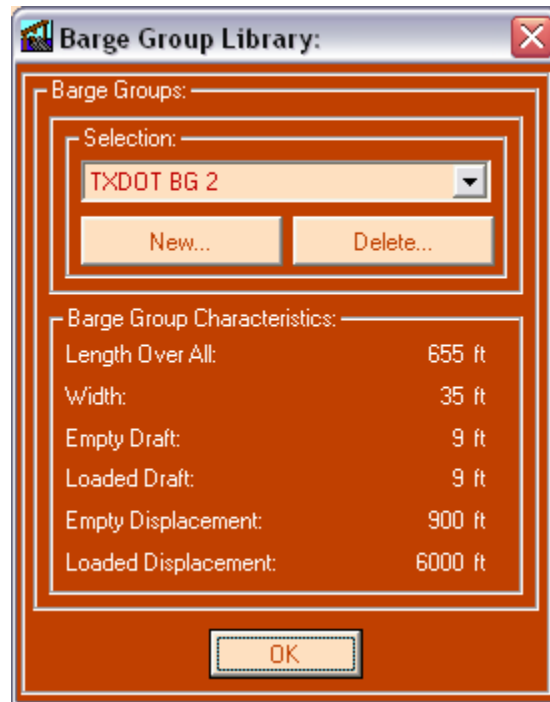 Barge Group Library:
Barge Groups:
Selection:
TXDOT BG 2
New... Delete...
Barge Group Characteristics:
Length Over All: 655 ft
Width: 35 ft
Empty Draft: 9 ft
Loaded Draft: 9 ft
Empty Displacement: 900 ft
Loaded Displacement: 6000 ft
OK